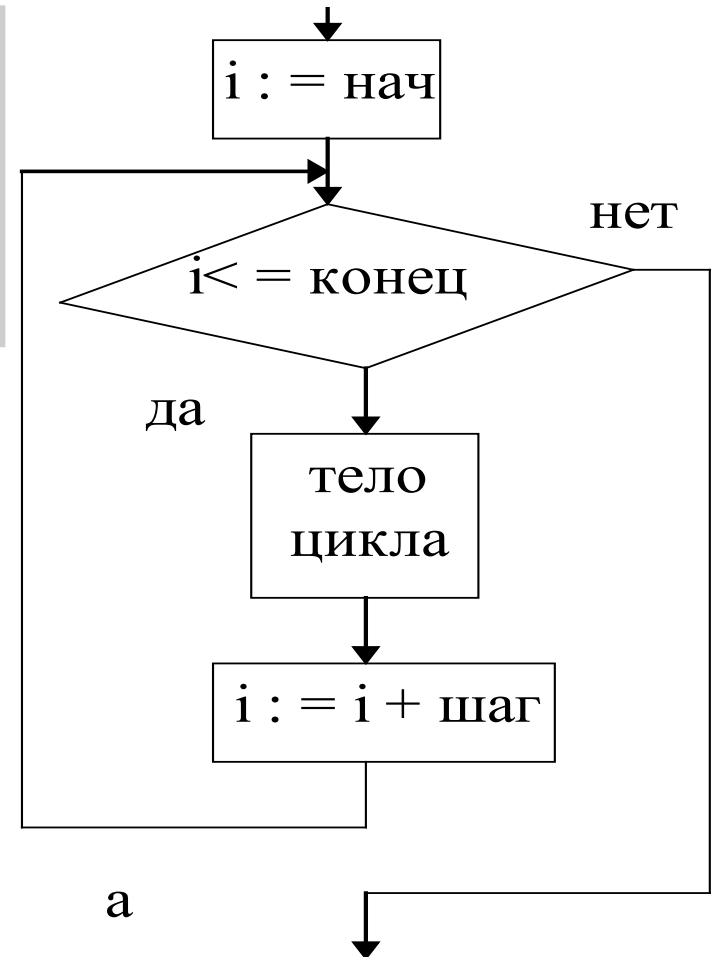 i : = нач
нет
i< = конец
да
тело
цикла
i : = i + шаг
а